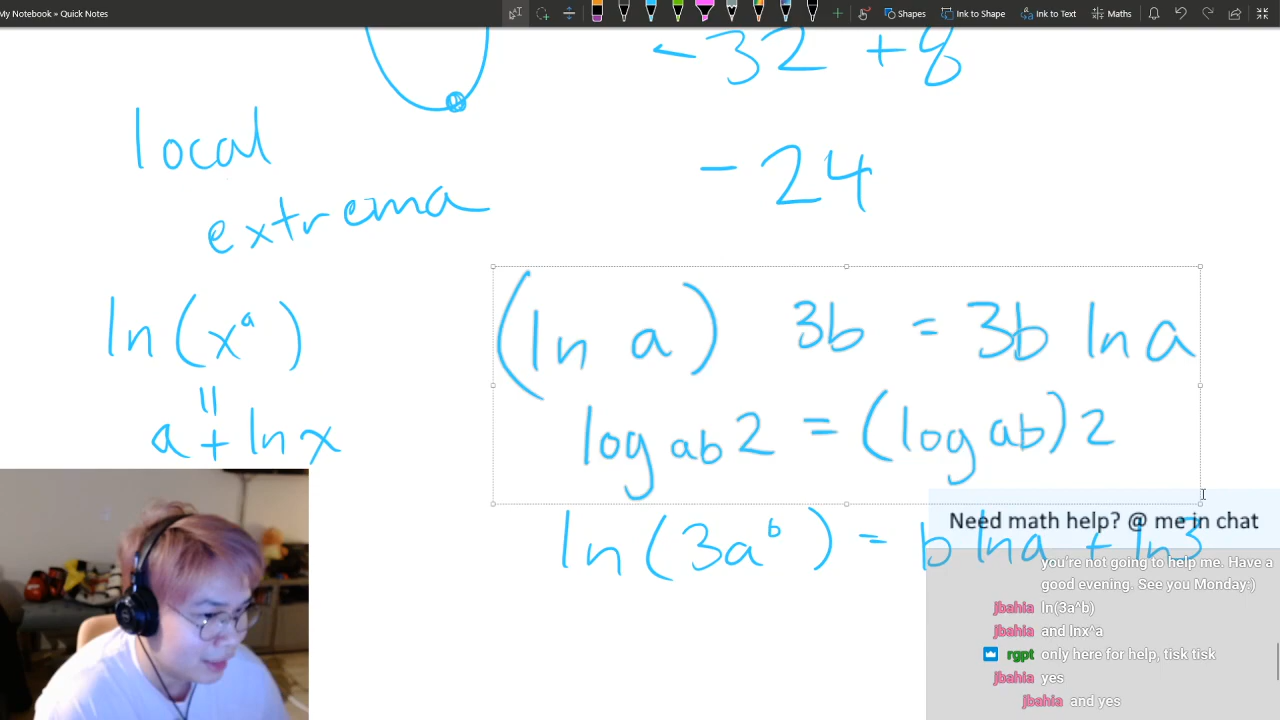 My Notebook » Quick Notes
Shapes
Ink to Shape
Ink to Text
Maths
-32 +8
-24
local
extrema
ln(x^a)
=
a + ln x
(ln a) 3b = 3b ln a
log ab 2 = (log ab) 2
ln(3a^b) = b ln a + ln 3
Need math help? @ me in chat
you're not going to help me. Have a
good evening. See you Monday:)
jbahia ln(3a^b)
jbahia and lnx^a
rgpt only here for help, tisk tisk
jbahia yes
jbahia and yes